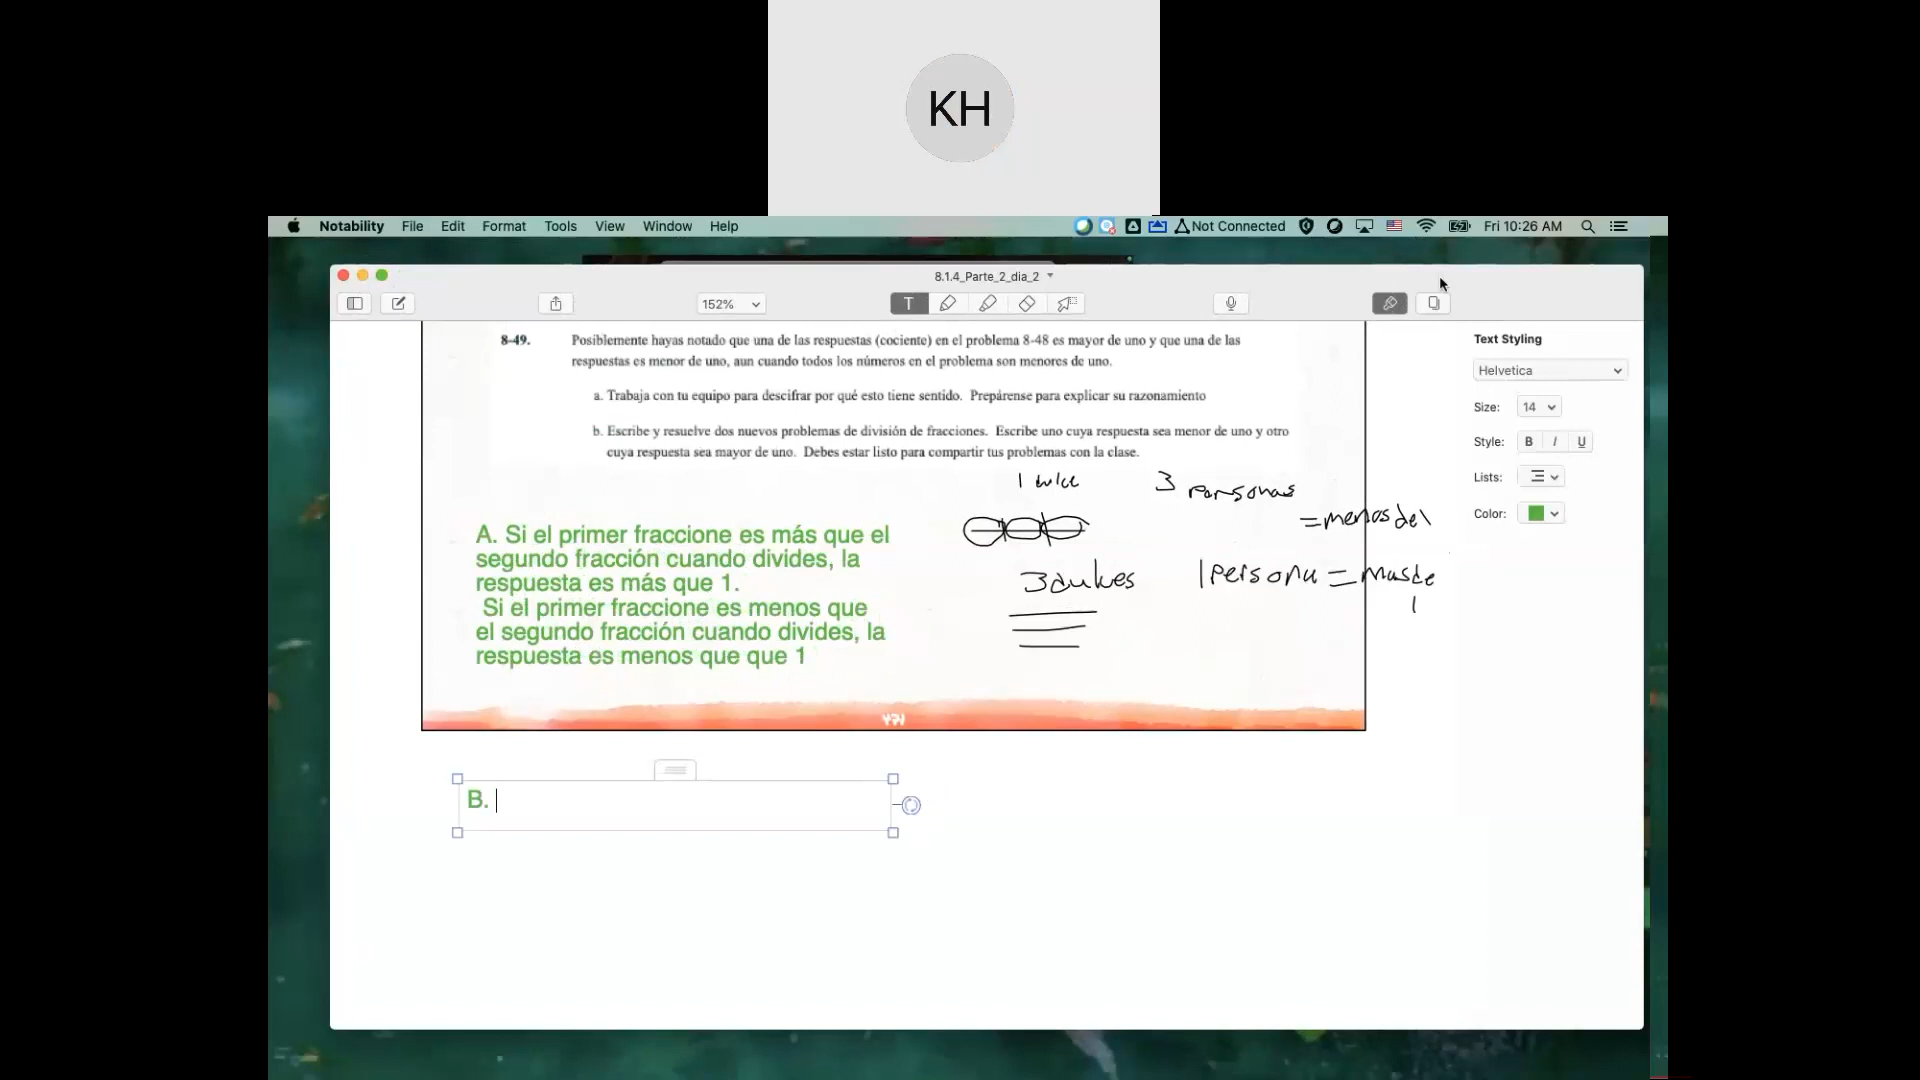 KH
Notability File Edit Format Tools View Window Help Not Connected Fri 10:26 AM
8.1.4_Parte_2_dia_2
152% T
8-49. Posiblemente hayas notado que una de las respuestas (cociente) en el problema 8-48 es mayor de uno y que una de las
respuestas es menor de uno, aun cuando todos los números en el problema son menores de uno.
a. Trabaja con tu equipo para descifrar por qué esto tiene sentido. Prepárense para explicar su razonamiento
b. Escribe y resuelve dos nuevos problemas de división de fracciones. Escribe uno cuya respuesta sea menor de uno y otro
cuya respuesta sea mayor de uno. Debes estar listo para compartir tus problemas con la clase.
1 dulce 3 personas
=menos de 1
3 dulces 1 persona = mas de
1
A. Si el primer fraccione es más que el
segundo fracción cuando divides, la
respuesta es más que 1.
Si el primer fraccione es menos que
el segundo fracción cuando divides, la
respuesta es menos que que 1
B.
Text Styling
Helvetica
Size: 14
Style: B I U
Lists:
Color: